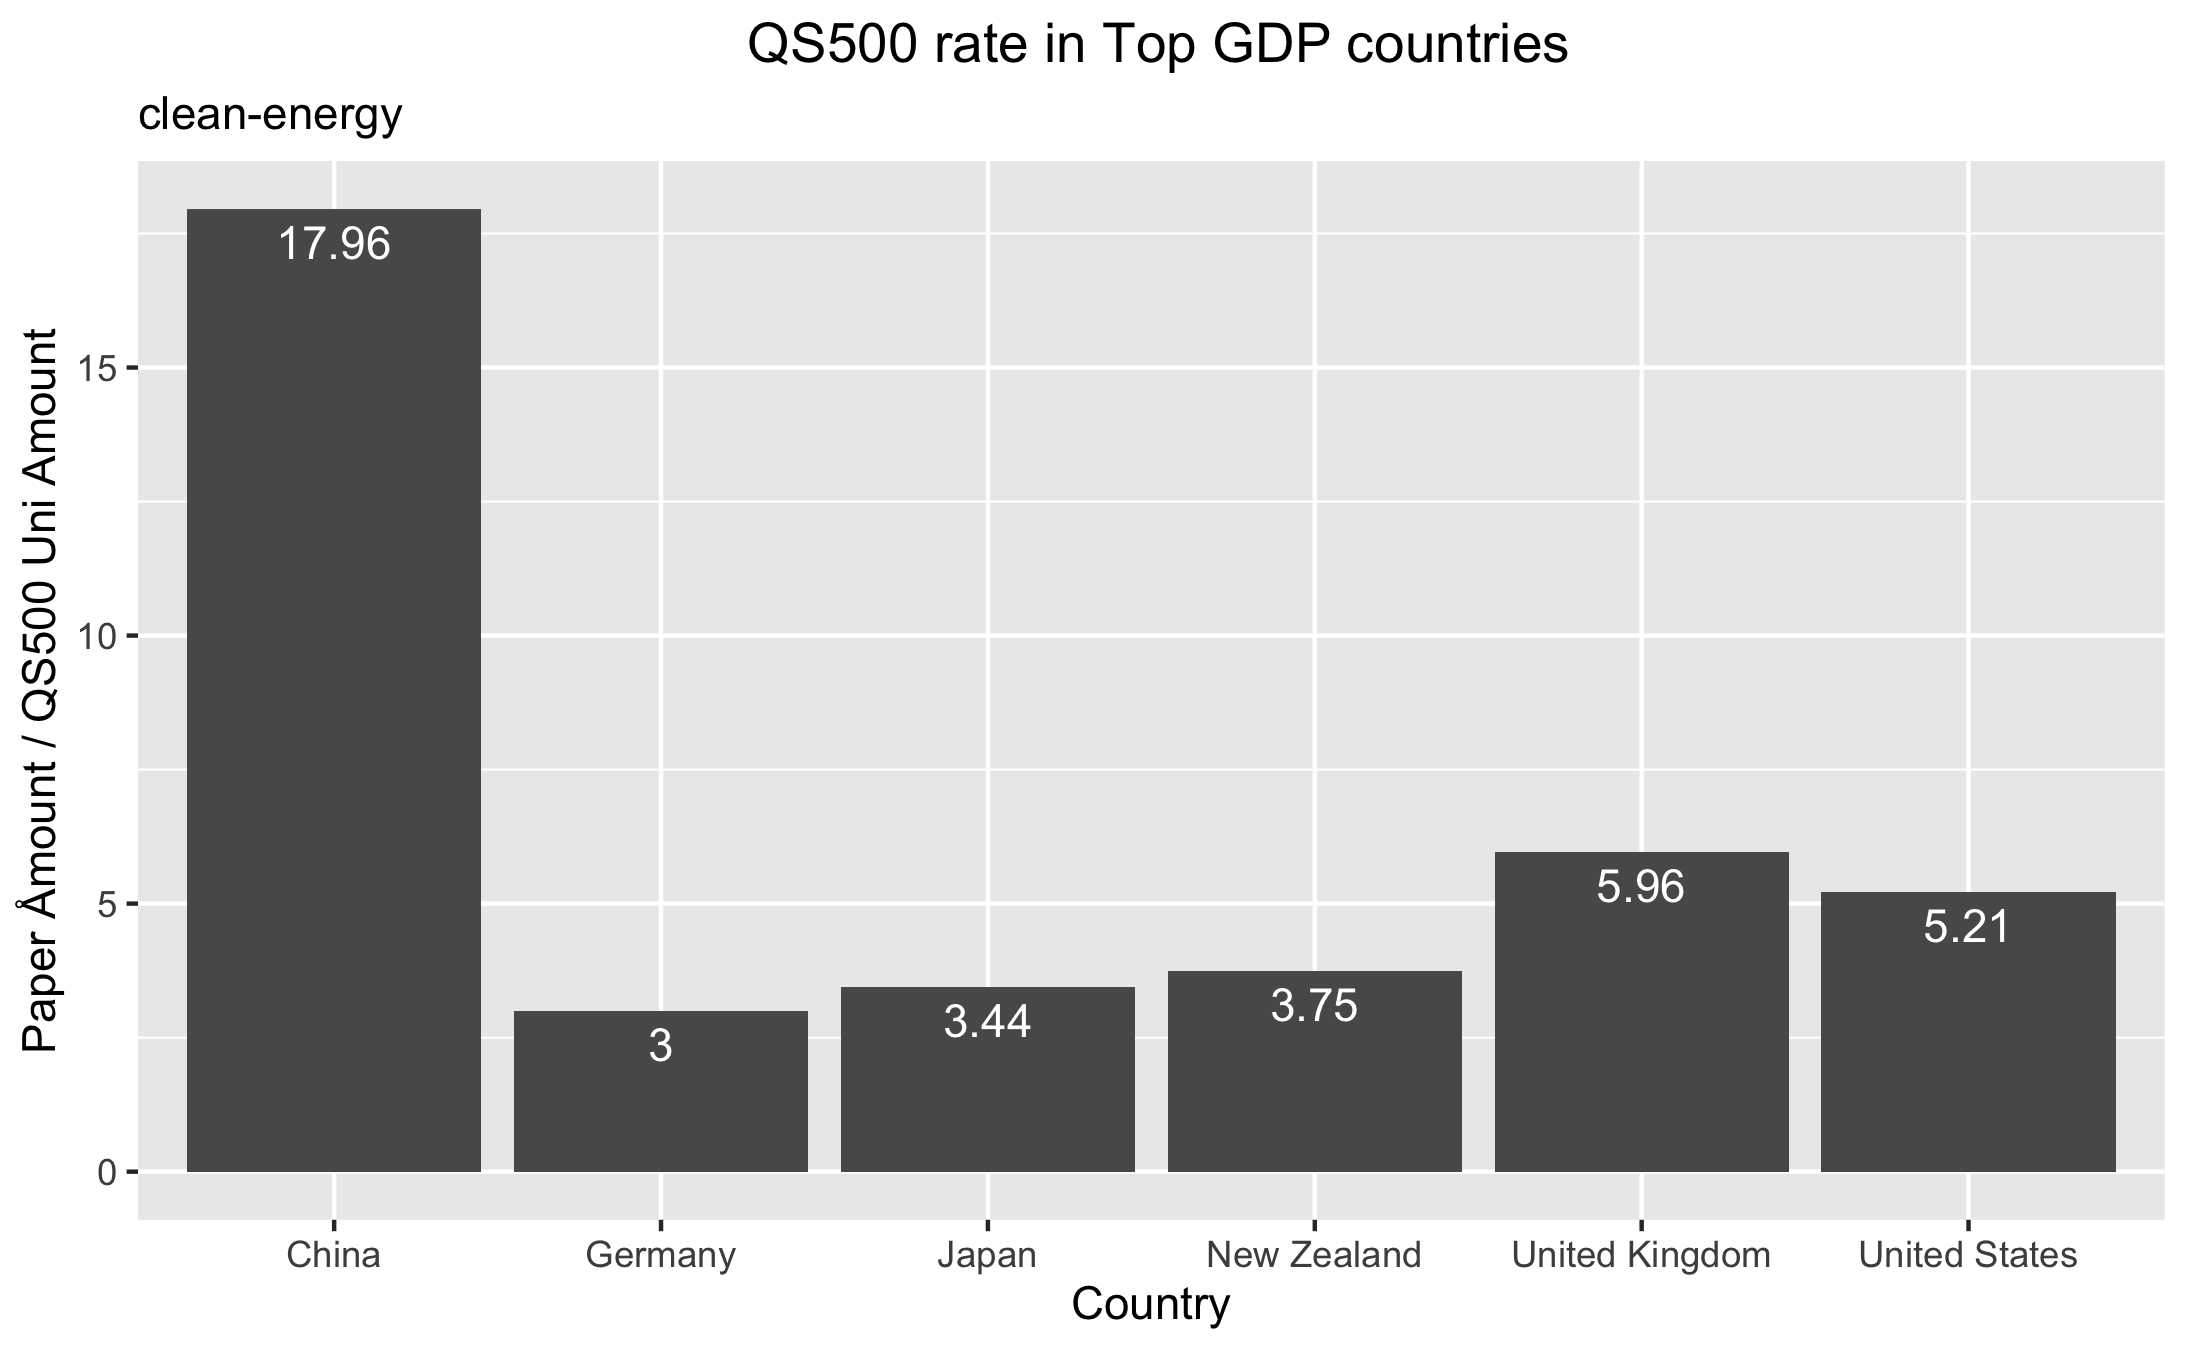 QS500 rate in Top GDP countries
clean-energy
Paper Åmount / QS500 Uni Amount
15
10
5
0
17.96
3
3.44
3.75
5.96
5.21
China
Germany
Japan
New Zealand
United Kingdom
United States
Country